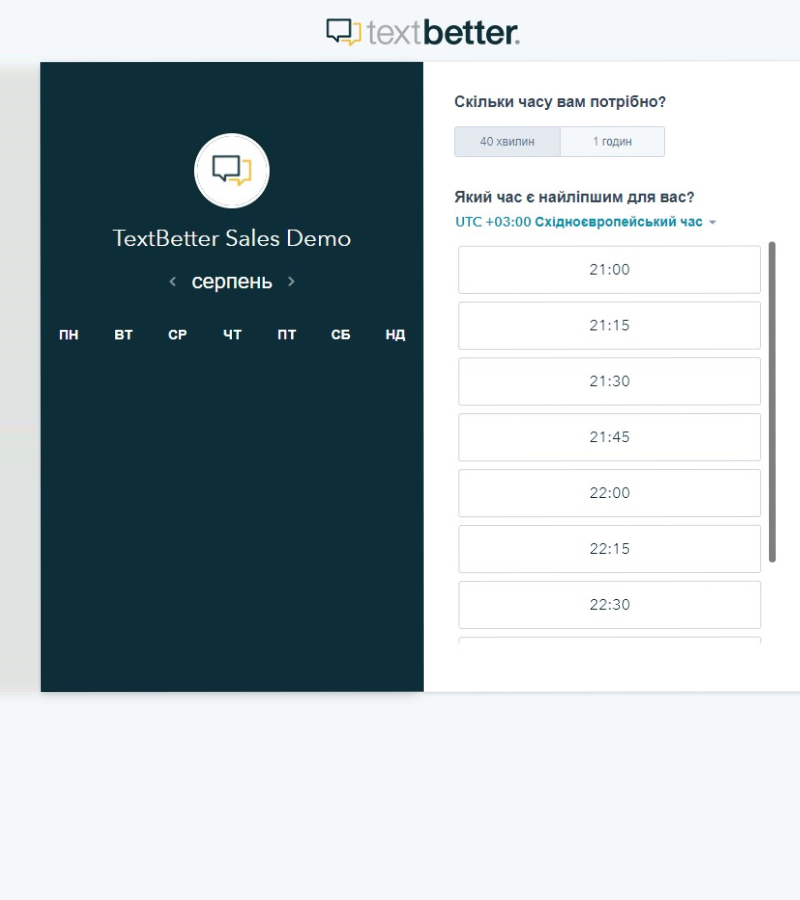 textbetter.
TextBetter Sales Demo
серпень
ПН ВТ СР ЧТ ПТ СБ НД
Скільки часу вам потрібно?
40 хвилин 1 годин
Який час є найліпшим для вас?
UTC +03:00 Східноєвропейський час
21:00
21:15
21:30
21:45
22:00
22:15
22:30